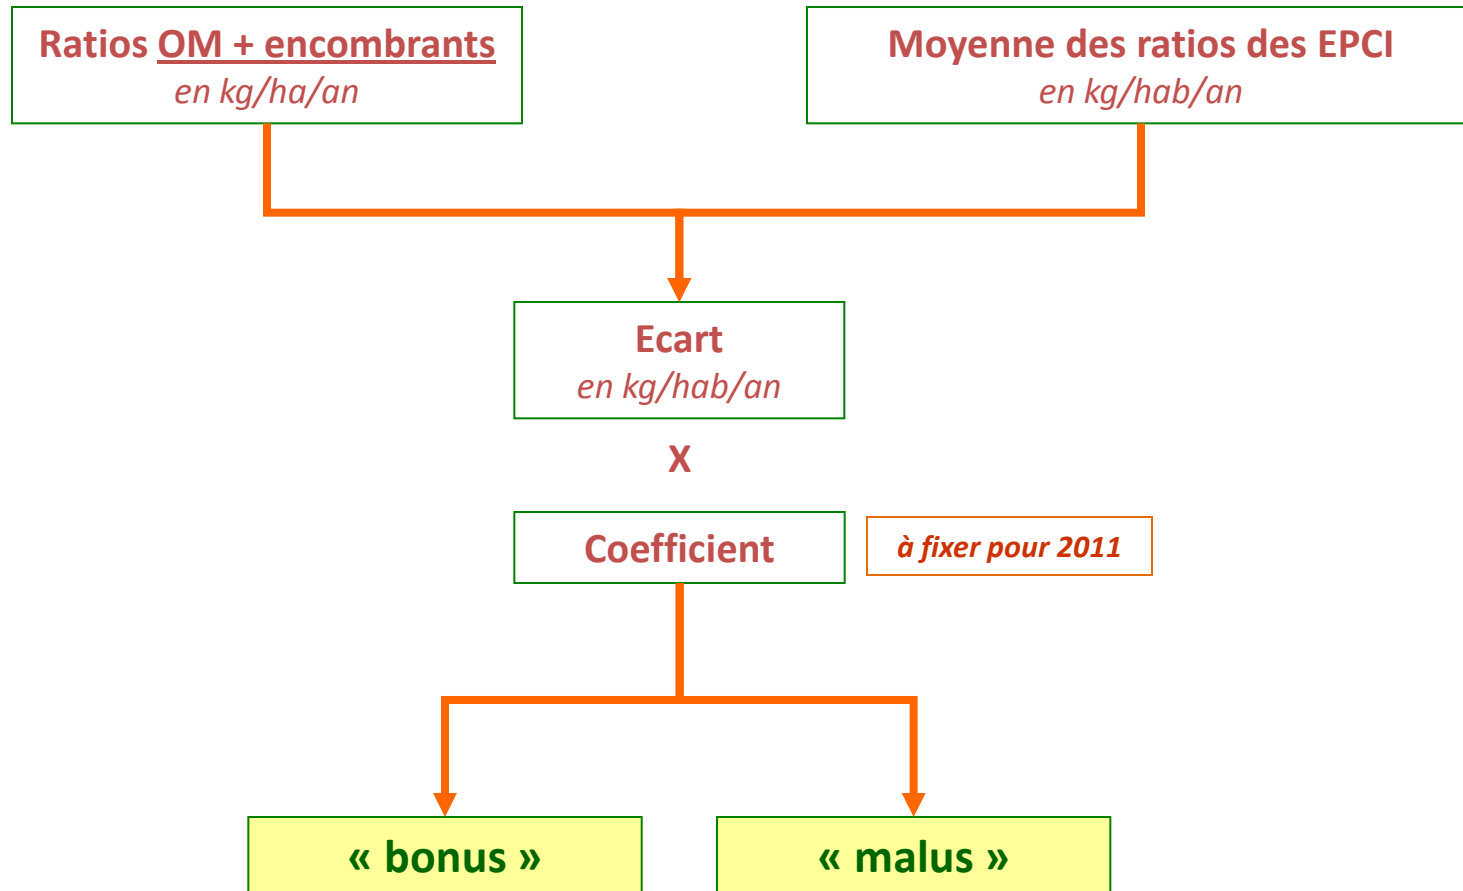 Ratios OM + encombrants
en kg/ha/an
Moyenne des ratios des EPCI
en kg/hab/an
Ecart
en kg/hab/an
X
Coefficient
à fixer pour 2011
« bonus »
« malus »